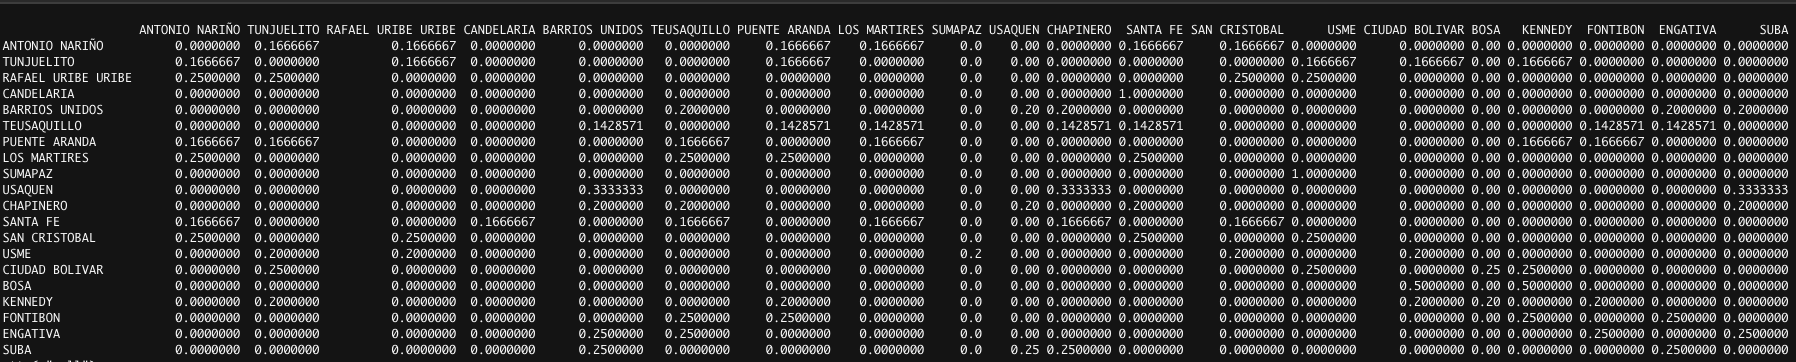 ANTONIO NARIÑO TUNJUELITO RAFAEL URIBE URIBE CANDELARIA BARRIOS UNIDOS TEUSAQUILLO PUENTE ARANDA LOS MARTIRES SUMAPAZ USAQUEN CHAPINERO SANTA FE SAN CRISTOBAL USME CIUDAD BOLIVAR BOSA KENNEDY FONTIBON ENGATIVA SUBA
ANTONIO NARIÑO 0.0000000 0.1666667 0.1666667 0.0000000 0.0000000 0.0000000 0.1666667 0.1666667 0.0 0.00 0.0000000 0.1666667 0.1666667 0.0000000 0.0000000 0.00 0.0000000 0.0000000 0.0000000 0.0000000
TUNJUELITO 0.1666667 0.0000000 0.1666667 0.0000000 0.0000000 0.0000000 0.1666667 0.0000000 0.0 0.00 0.0000000 0.0000000 0.0000000 0.1666667 0.1666667 0.00 0.1666667 0.0000000 0.0000000 0.0000000
RAFAEL URIBE URIBE 0.2500000 0.2500000 0.0000000 0.0000000 0.0000000 0.0000000 0.0000000 0.0000000 0.0 0.00 0.0000000 0.0000000 0.2500000 0.2500000 0.0000000 0.00 0.0000000 0.0000000 0.0000000 0.0000000
CANDELARIA 0.0000000 0.0000000 0.0000000 0.0000000 0.0000000 0.0000000 0.0000000 0.0000000 0.0 0.00 0.0000000 1.0000000 0.0000000 0.0000000 0.0000000 0.00 0.0000000 0.0000000 0.0000000 0.0000000
BARRIOS UNIDOS 0.0000000 0.0000000 0.0000000 0.0000000 0.0000000 0.2000000 0.0000000 0.0000000 0.0 0.20 0.2000000 0.0000000 0.0000000 0.0000000 0.0000000 0.00 0.0000000 0.0000000 0.2000000 0.2000000
TEUSAQUILLO 0.0000000 0.0000000 0.0000000 0.0000000 0.1428571 0.0000000 0.1428571 0.1428571 0.0 0.00 0.1428571 0.1428571 0.0000000 0.0000000 0.0000000 0.00 0.0000000 0.1428571 0.1428571 0.0000000
PUENTE ARANDA 0.1666667 0.1666667 0.0000000 0.0000000 0.0000000 0.1666667 0.0000000 0.1666667 0.0 0.00 0.0000000 0.0000000 0.0000000 0.0000000 0.0000000 0.00 0.1666667 0.1666667 0.0000000 0.0000000
LOS MARTIRES 0.2500000 0.0000000 0.0000000 0.0000000 0.0000000 0.2500000 0.2500000 0.0000000 0.0 0.00 0.0000000 0.2500000 0.0000000 0.0000000 0.0000000 0.00 0.0000000 0.0000000 0.0000000 0.0000000
SUMAPAZ 0.0000000 0.0000000 0.0000000 0.0000000 0.0000000 0.0000000 0.0000000 0.0000000 0.0 0.00 0.0000000 0.0000000 0.0000000 1.0000000 0.0000000 0.00 0.0000000 0.0000000 0.0000000 0.0000000
USAQUEN 0.0000000 0.0000000 0.0000000 0.0000000 0.3333333 0.0000000 0.0000000 0.0000000 0.0 0.00 0.3333333 0.0000000 0.0000000 0.0000000 0.0000000 0.00 0.0000000 0.0000000 0.0000000 0.3333333
CHAPINERO 0.0000000 0.0000000 0.0000000 0.0000000 0.2000000 0.2000000 0.0000000 0.0000000 0.0 0.20 0.0000000 0.2000000 0.0000000 0.0000000 0.0000000 0.00 0.0000000 0.0000000 0.0000000 0.2000000
SANTA FE 0.1666667 0.0000000 0.0000000 0.1666667 0.0000000 0.1666667 0.0000000 0.1666667 0.0 0.00 0.1666667 0.0000000 0.1666667 0.0000000 0.0000000 0.00 0.0000000 0.0000000 0.0000000 0.0000000
SAN CRISTOBAL 0.2500000 0.0000000 0.2500000 0.0000000 0.0000000 0.0000000 0.0000000 0.0000000 0.0 0.00 0.0000000 0.2500000 0.0000000 0.2500000 0.0000000 0.00 0.0000000 0.0000000 0.0000000 0.0000000
USME 0.0000000 0.2000000 0.2000000 0.0000000 0.0000000 0.0000000 0.0000000 0.0000000 0.2 0.00 0.0000000 0.0000000 0.2000000 0.0000000 0.2000000 0.00 0.0000000 0.0000000 0.0000000 0.0000000
CIUDAD BOLIVAR 0.0000000 0.2500000 0.0000000 0.0000000 0.0000000 0.0000000 0.0000000 0.0000000 0.0 0.00 0.0000000 0.0000000 0.0000000 0.2500000 0.0000000 0.25 0.2500000 0.0000000 0.0000000 0.0000000
BOSA 0.0000000 0.0000000 0.0000000 0.0000000 0.0000000 0.0000000 0.0000000 0.0000000 0.0 0.00 0.0000000 0.0000000 0.0000000 0.0000000 0.5000000 0.00 0.5000000 0.0000000 0.0000000 0.0000000
KENNEDY 0.0000000 0.2000000 0.0000000 0.0000000 0.0000000 0.0000000 0.2000000 0.0000000 0.0 0.00 0.0000000 0.0000000 0.0000000 0.0000000 0.2000000 0.20 0.0000000 0.2000000 0.0000000 0.0000000
FONTIBON 0.0000000 0.0000000 0.0000000 0.0000000 0.0000000 0.2500000 0.2500000 0.0000000 0.0 0.00 0.0000000 0.0000000 0.0000000 0.0000000 0.0000000 0.00 0.2500000 0.0000000 0.2500000 0.0000000
ENGATIVA 0.0000000 0.0000000 0.0000000 0.0000000 0.2500000 0.2500000 0.0000000 0.0000000 0.0 0.00 0.0000000 0.0000000 0.0000000 0.0000000 0.0000000 0.00 0.0000000 0.2500000 0.0000000 0.2500000
SUBA 0.0000000 0.0000000 0.0000000 0.0000000 0.2500000 0.0000000 0.0000000 0.0000000 0.0 0.25 0.2500000 0.0000000 0.0000000 0.0000000 0.0000000 0.00 0.0000000 0.0000000 0.2500000 0.0000000